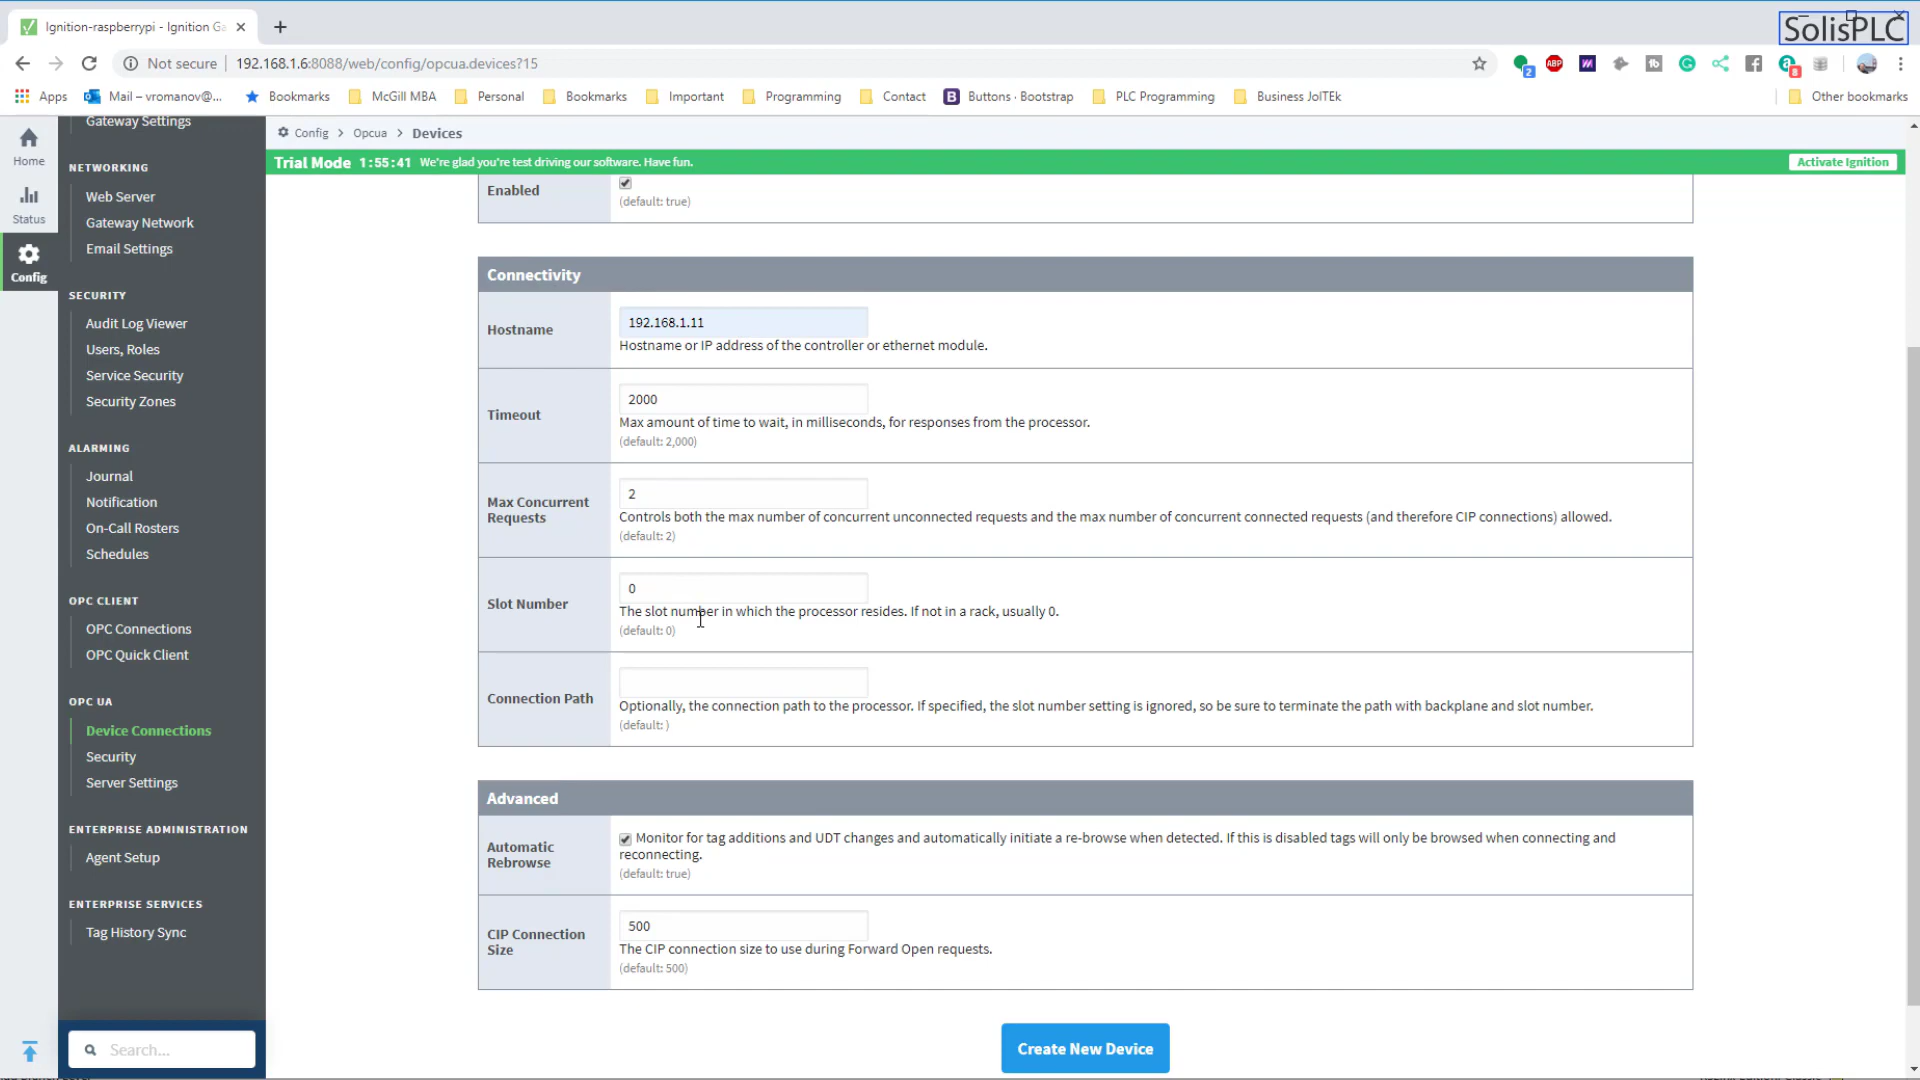 Ignition-raspberrypi - Ignition Ga
SolisPLC
Not secure
192.168.1.6:8088/web/config/opcua.devices?15
ABP
2
8
Apps
Mail – vromanov@...
Bookmarks
McGill MBA
Personal
Bookmarks
Important
Programming
Contact
B
Buttons · Bootstrap
PLC Programming
Business JolTEk
Other bookmarks
Home
Status
Config
Gateway Settings
NETWORKING
Web Server
Gateway Network
Email Settings
SECURITY
Audit Log Viewer
Users, Roles
Service Security
Security Zones
ALARMING
Journal
Notification
On-Call Rosters
Schedules
OPC CLIENT
OPC Connections
OPC Quick Client
OPC UA
Device Connections
Security
Server Settings
ENTERPRISE ADMINISTRATION
Agent Setup
ENTERPRISE SERVICES
Tag History Sync
Search...
Config > Opcua > Devices
Trial Mode 1:55:41 We're glad you're test driving our software. Have fun.
Activate Ignition
Enabled
(default: true)
Connectivity
Hostname
192.168.1.11
Hostname or IP address of the controller or ethernet module.
Timeout
2000
Max amount of time to wait, in milliseconds, for responses from the processor.
(default: 2,000)
Max Concurrent
Requests
2
Controls both the max number of concurrent unconnected requests and the max number of concurrent connected requests (and therefore CIP connections) allowed.
(default: 2)
Slot Number
0
The slot number in which the processor resides. If not in a rack, usually 0.
(default: 0)
Connection Path
Optionally, the connection path to the processor. If specified, the slot number setting is ignored, so be sure to terminate the path with backplane and slot number.
(default: )
Advanced
Automatic
Rebrowse
Monitor for tag additions and UDT changes and automatically initiate a re-browse when detected. If this is disabled tags will only be browsed when connecting and
reconnecting.
(default: true)
CIP Connection
Size
500
The CIP connection size to use during Forward Open requests.
(default: 500)
Create New Device